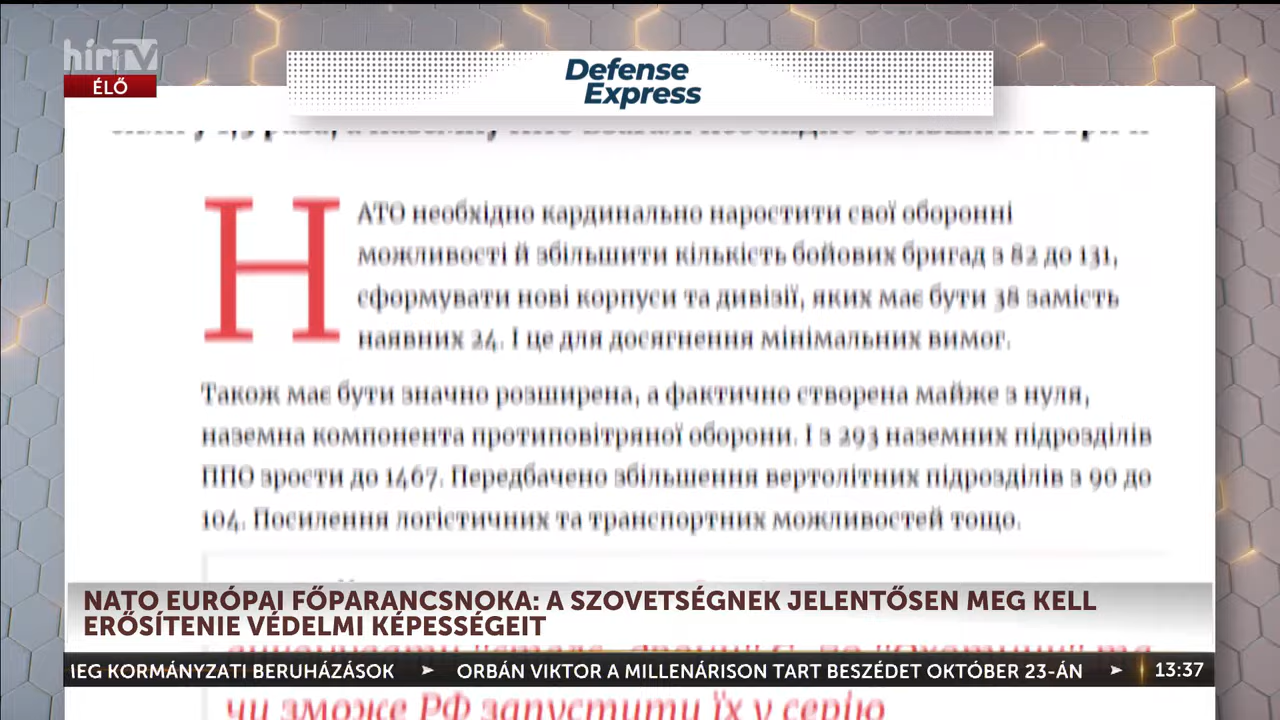 hírTV
ÉLŐ
Defense
Express
НАТО необхідно кардинально наростити свої оборонні
можливості й збільшити кількість бойових бригад з 82 до 131,
сформувати нові корпуси та дивізії, яких має бути 38 замість
наявних 24. І це для досягнення мінімальних вимог.
Також має бути значно розширена, а фактично створена майже з нуля,
наземна компонента протиповітряної оборони. І з 293 наземних підрозділів
ППО зрости до 1467. Передбачено збільшення вертолітних підрозділів з 90 до
104. Посилення логістичних та транспортних можливостей тощо.
NATO EURÓPAI FŐPARANCSNOKA: A SZOVETSÉGNEK JELENTŐSEN MEG KELL
ERŐSÍTENIE VÉDELMI KÉPESSÉGEIT
KORMÁNYZATI BERUHÁZÁSOK ► ORBÁN VIKTOR A MILLENÁRISON TART BESZÉDET OKTÓBER 23-ÁN ► 13:37
чи зможе РФ запустити їх у серію